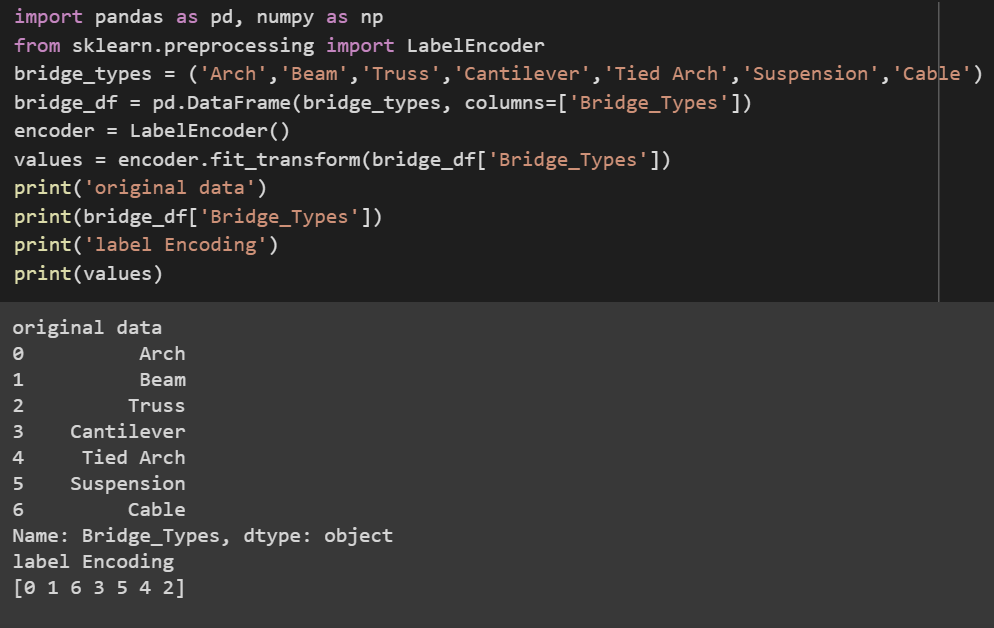 import pandas as pd, numpy as np
from sklearn.preprocessing import LabelEncoder
bridge_types = ('Arch','Beam','Truss','Cantilever','Tied Arch','Suspension','Cable')
bridge_df = pd.DataFrame(bridge_types, columns=['Bridge_Types'])
encoder = LabelEncoder()
values = encoder.fit_transform(bridge_df['Bridge_Types'])
print('original data')
print(bridge_df['Bridge_Types'])
print('label Encoding')
print(values)
original data
0          Arch
1          Beam
2         Truss
3    Cantilever
4     Tied Arch
5    Suspension
6         Cable
Name: Bridge_Types, dtype: object
label Encoding
[0 1 6 3 5 4 2]